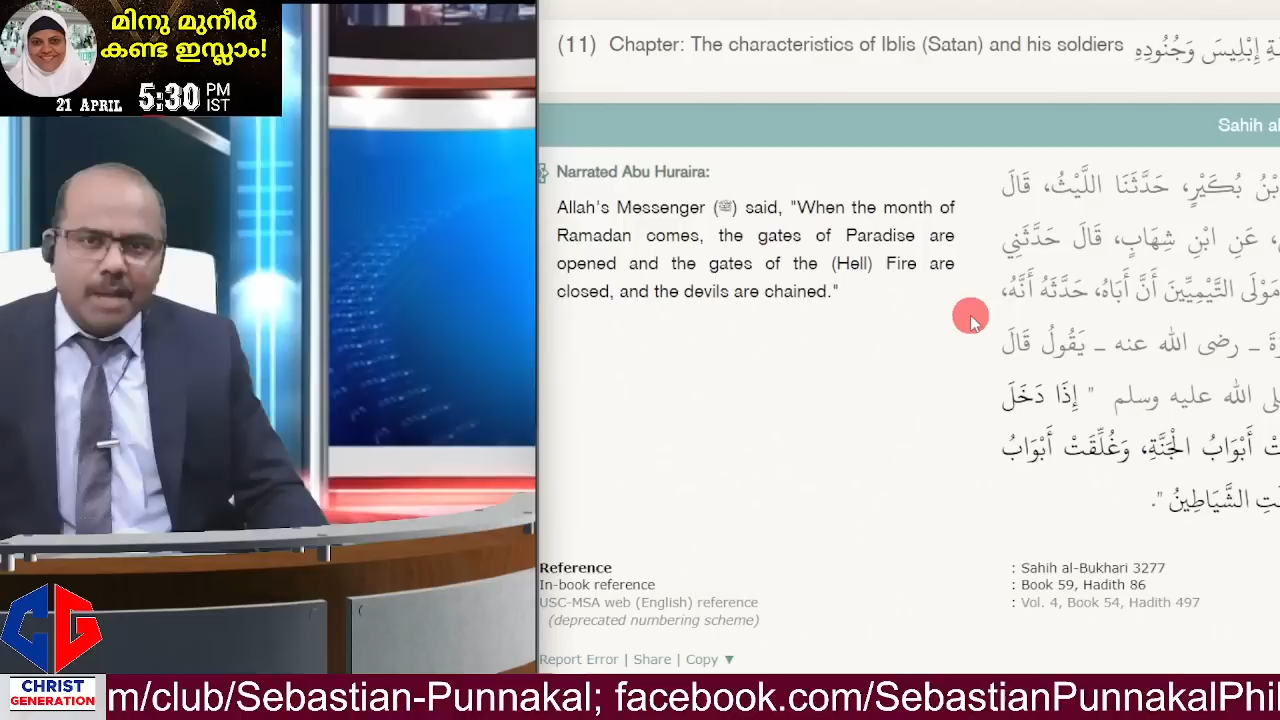 മിനു മുനീർ
കണ്ട ഇസ്ലാം!
21 APRIL 5:30 PM IST
(11) Chapter: The characteristics of Iblis (Satan) and his soldiers
إِبْلِيسَ وَجُنُودِهِ
Sahih al
Narrated Abu Huraira:
Allah's Messenger (ﷺ) said, "When the month of
Ramadan comes, the gates of Paradise are
opened and the gates of the (Hell) Fire are
closed, and the devils are chained."
بُكَيْرٍ، حَدَّثَنَا اللَّيْثُ، قَالَ
عَنِ ابْنِ شِهَابٍ، قَالَ حَدَّثَنِي
مَوْلَى التَّيْمِيِّينَ أَنَّ أَبَاهُ، حَدَّثَهُ أَنَّهُ،
ـ رضى الله عنه ـ يَقُولُ قَالَ
الله عليه وسلم " إِذَا دَخَلَ
أَبْوَابُ الْجَنَّةِ، وَغُلِّقَتْ أَبْوَابُ
الشَّيَاطِينُ ".
Reference : Sahih al-Bukhari 3277
In-book reference : Book 59, Hadith 86
USC-MSA web (English) reference : Vol. 4, Book 54, Hadith 497
(deprecated numbering scheme)
Report Error | Share | Copy ▼
CG
CHRIST
GENERATION
m/club/Sebastian-Punnakal; facebook.com/SebastianPunnakalPhi